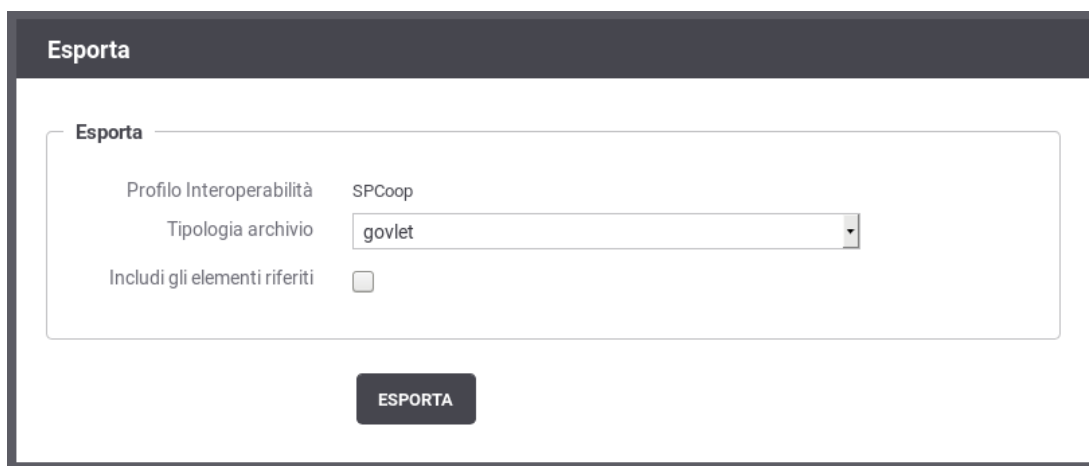 Esporta
Esporta
Profilo Interoperabilità SPCoop
Tipologia archivio govlet
Includi gli elementi riferiti
ESPORTA